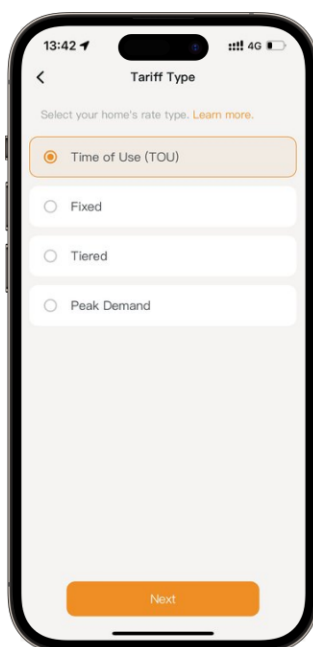 13:42 4G
Tariff Type
Select your home's rate type. Learn more.
Time of Use (TOU)
Fixed
Tiered
Peak Demand
Next